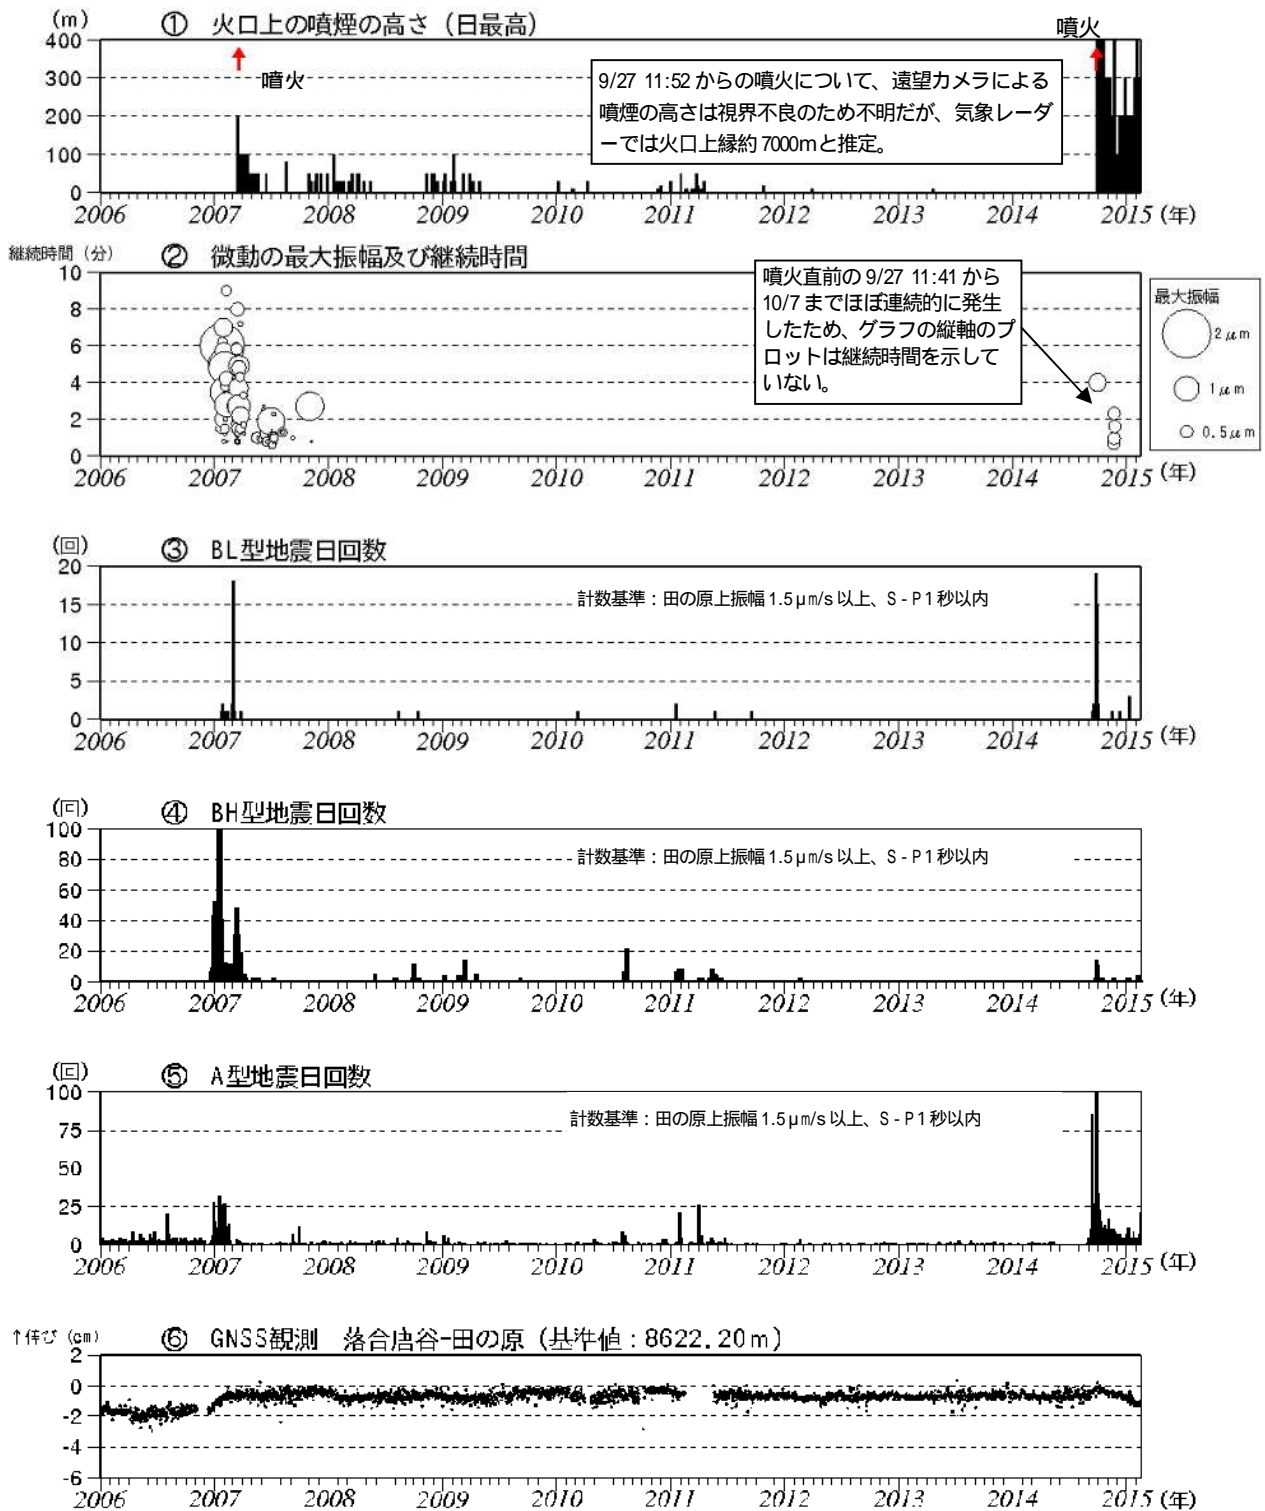 (m) ① 火口上の噴煙の高さ（日最高）
噴火
400
300
200
100
0
噴火
9/27 11:52 からの噴火について、遠望カメラによる
噴煙の高さは視界不良のため不明だが、気象レーダ
ーでは火口上縁約 7000mと推定。
2006 2007 2008 2009 2010 2011 2012 2013 2014 2015 (年)
継続時間（分） ② 微動の最大振幅及び継続時間
10
8
6
4
2
0
噴火直前の 9/27 11:41 から
10/7 までほぼ連続的に発生
したため、グラフの縦軸のプ
ロットは継続時間を示して
いない。
最大振幅
2μm
1μm
0.5μm
2006 2007 2008 2009 2010 2011 2012 2013 2014 2015 (年)
(回) ③ BL型地震日回数
20
15
10
5
0
計数基準：田の原上振幅 1.5μm/s 以上、S-P1 秒以内
2006 2007 2008 2009 2010 2011 2012 2013 2014 2015 (年)
(回) ④ BH型地震日回数
100
80
60
40
20
0
計数基準：田の原上振幅 1.5μm/s 以上、S-P1 秒以内
2006 2007 2008 2009 2010 2011 2012 2013 2014 2015 (年)
(回) ⑤ A型地震日回数
100
75
50
25
0
計数基準：田の原上振幅 1.5μm/s 以上、S-P1 秒以内
2006 2007 2008 2009 2010 2011 2012 2013 2014 2015 (年)
↑伸び (cm) ⑥ GNSS観測 落合唐谷-田の原（基準値：8622.20m）
2
0
-2
-4
-6
2006 2007 2008 2009 2010 2011 2012 2013 2014 2015 (年)